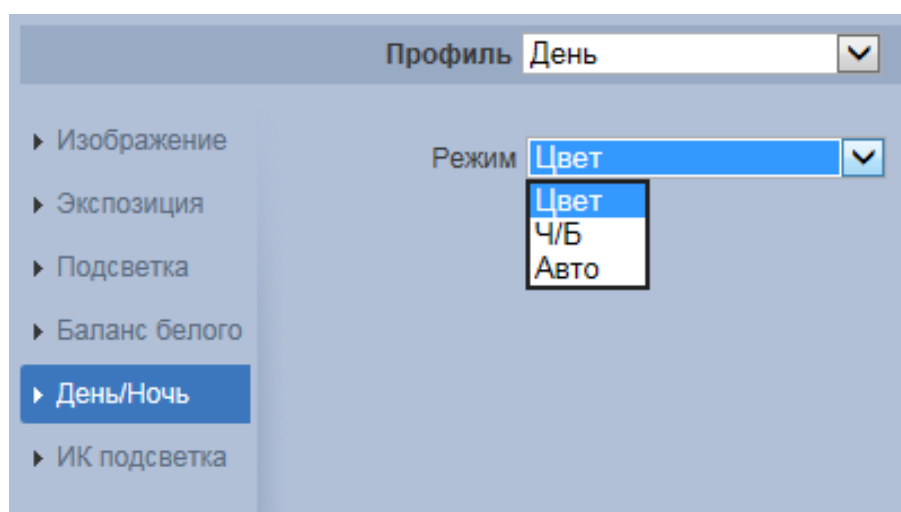 Профиль День
Изображение
Режим Цвет
Экспозиция
Цвет
Ч/Б
Подсветка
Авто
Баланс белого
День/Ночь
ИК подсветка